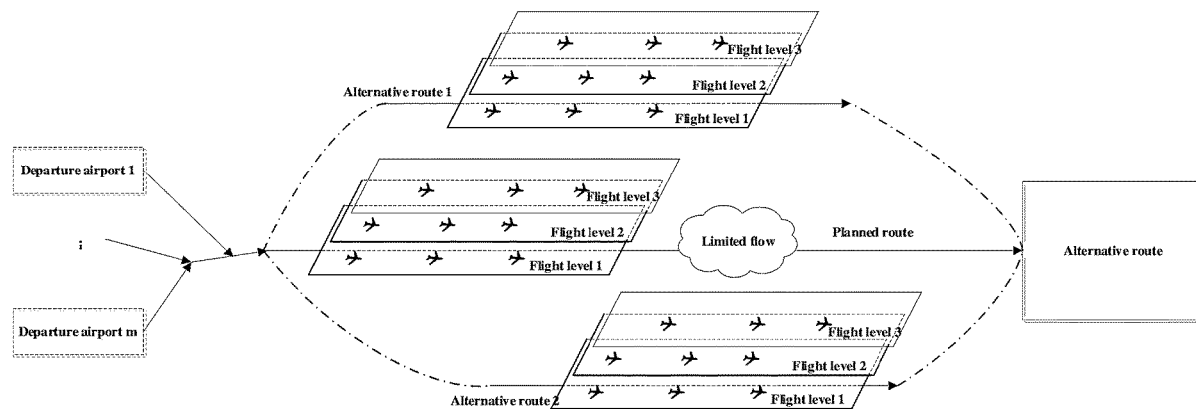 Flight level 3
Flight level 2
Alternative route 1
Flight level 1
Departure airport 1
Flight level 3
Flight level 2
Limited flow
Planned route
Flight level 1
Alternative route
Departure airport m
Flight level 3
Flight level 2
Alternative route 2
Flight level 1